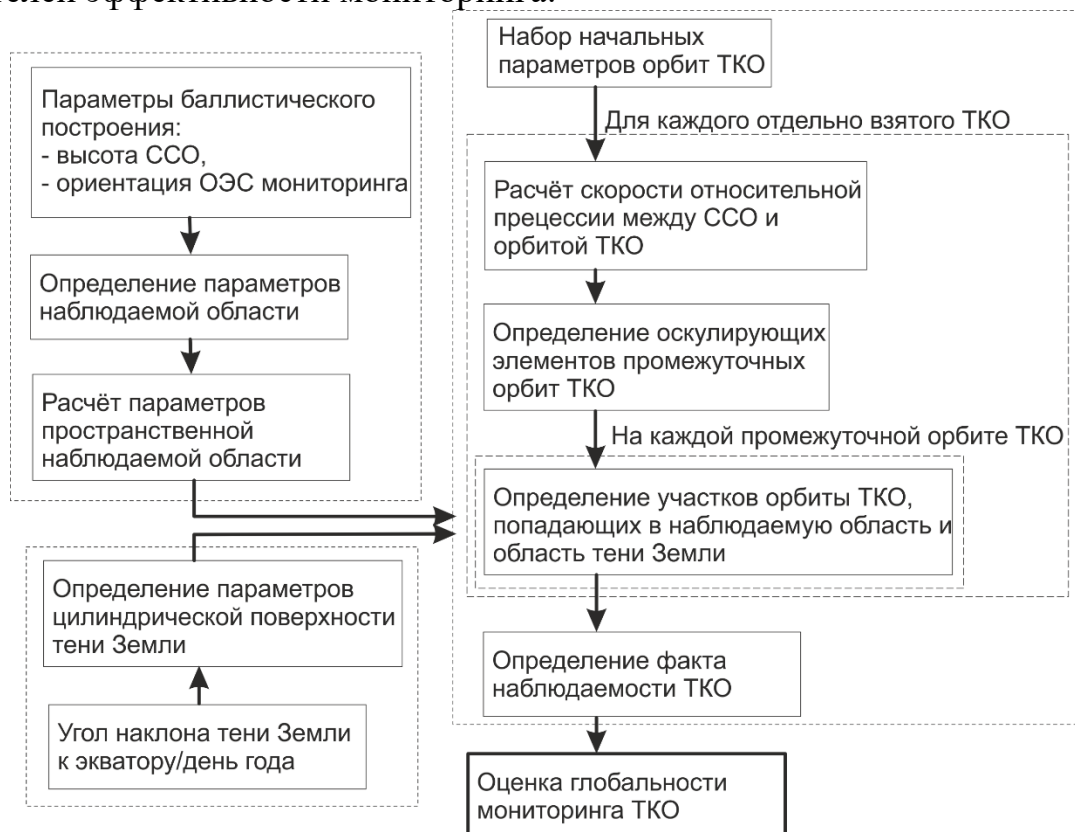 эффективности мониторинга.
Параметры баллистического
построения:
- высота ССО,
- ориентация ОЭС мониторинга
Определение параметров
наблюдаемой области
Расчёт параметров
пространственной
наблюдаемой области
Определение параметров
цилиндрической поверхности
тени Земли
Угол наклона тени Земли
к экватору/день года
Набор начальных
параметров орбит ТКО
Для каждого отдельно взятого ТКО
Расчёт скорости относительной
прецессии между ССО и
орбитой ТКО
Определение оскулирующих
элементов промежуточных
орбит ТКО
На каждой промежуточной орбите ТКО
Определение участков орбиты ТКО,
попадающих в наблюдаемую область и
область тени Земли
Определение факта
наблюдаемости ТКО
Оценка глобальности
мониторинга ТКО